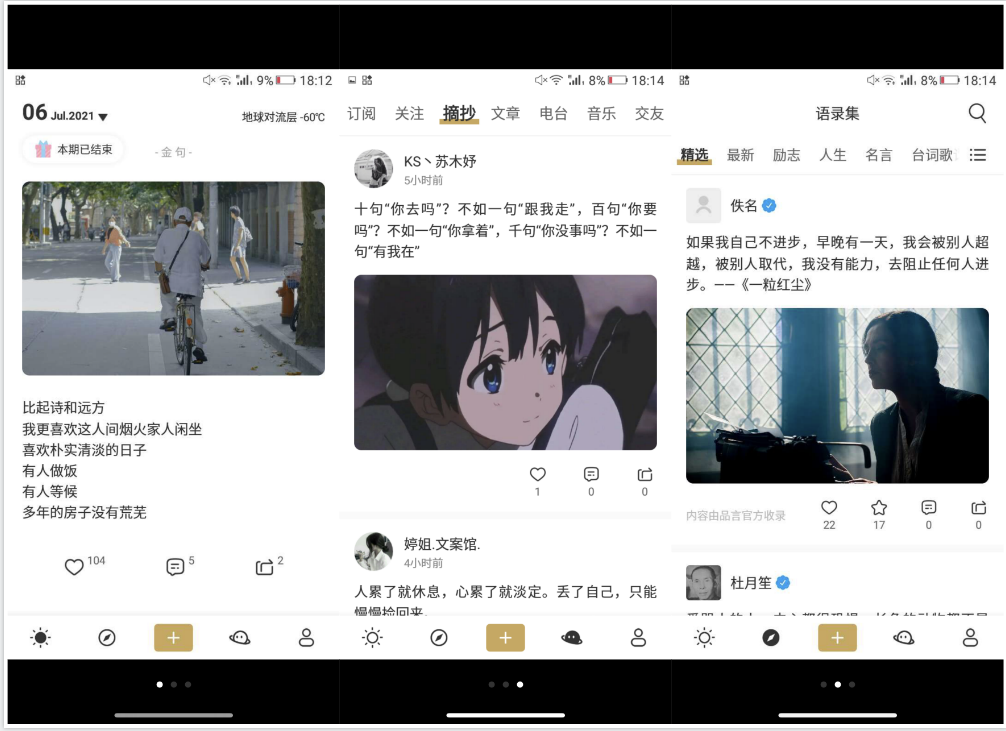 9% 18:12
06 Jul.2021 ▼
地球对流层 -60℃
本期已结束
- 金 句 -
比起诗和远方
我更喜欢这人间烟火家人闲坐
喜欢朴实清淡的日子
有人做饭
有人等候
多年的房子没有荒芜
104 5 2
8% 18:14
订阅 关注 摘抄 文章 电台 音乐 交友
KS丶苏木妤
5小时前
十句“你去吗”？不如一句“跟我走”，百句“你要
吗”？不如一句“你拿着”，千句“你没事吗”？不如一
句“有我在”
1 0 0
婷姐.文案馆.
4小时前
人累了就休息，心累了就淡定。丢了自己，只能
慢慢捡回来。
8% 18:14
语录集
精选 最新 励志 人生 名言 台词歌
佚名
如果我自己不进步，早晚有一天，我会被别人超
越，被别人取代，我没有能力，去阻止任何人进
步。——《一粒红尘》
内容由品言官方收录
22 17 0 0
杜月笙